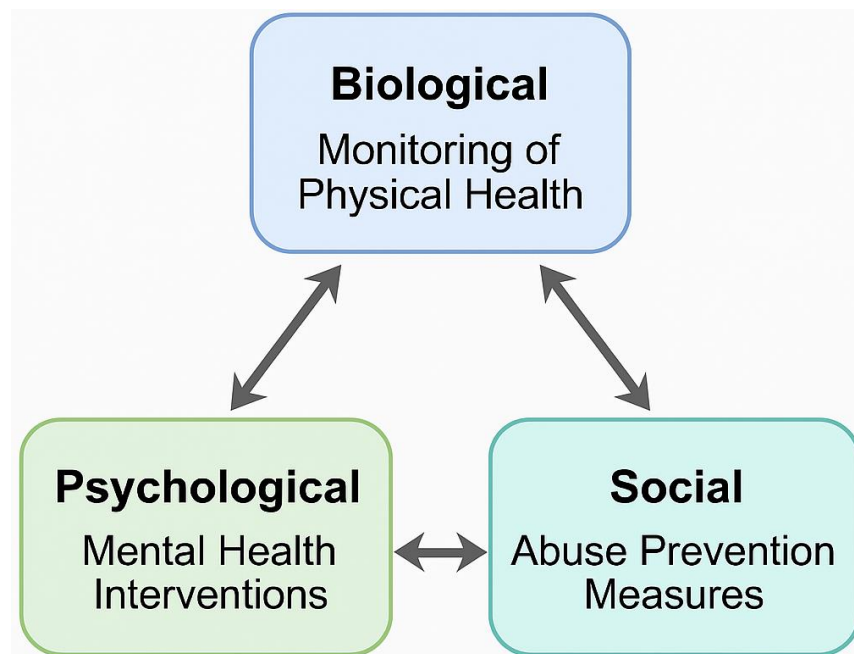 Biological
Monitoring of
Physical Health
Psychological
Mental Health
Interventions
Social
Abuse Prevention
Measures